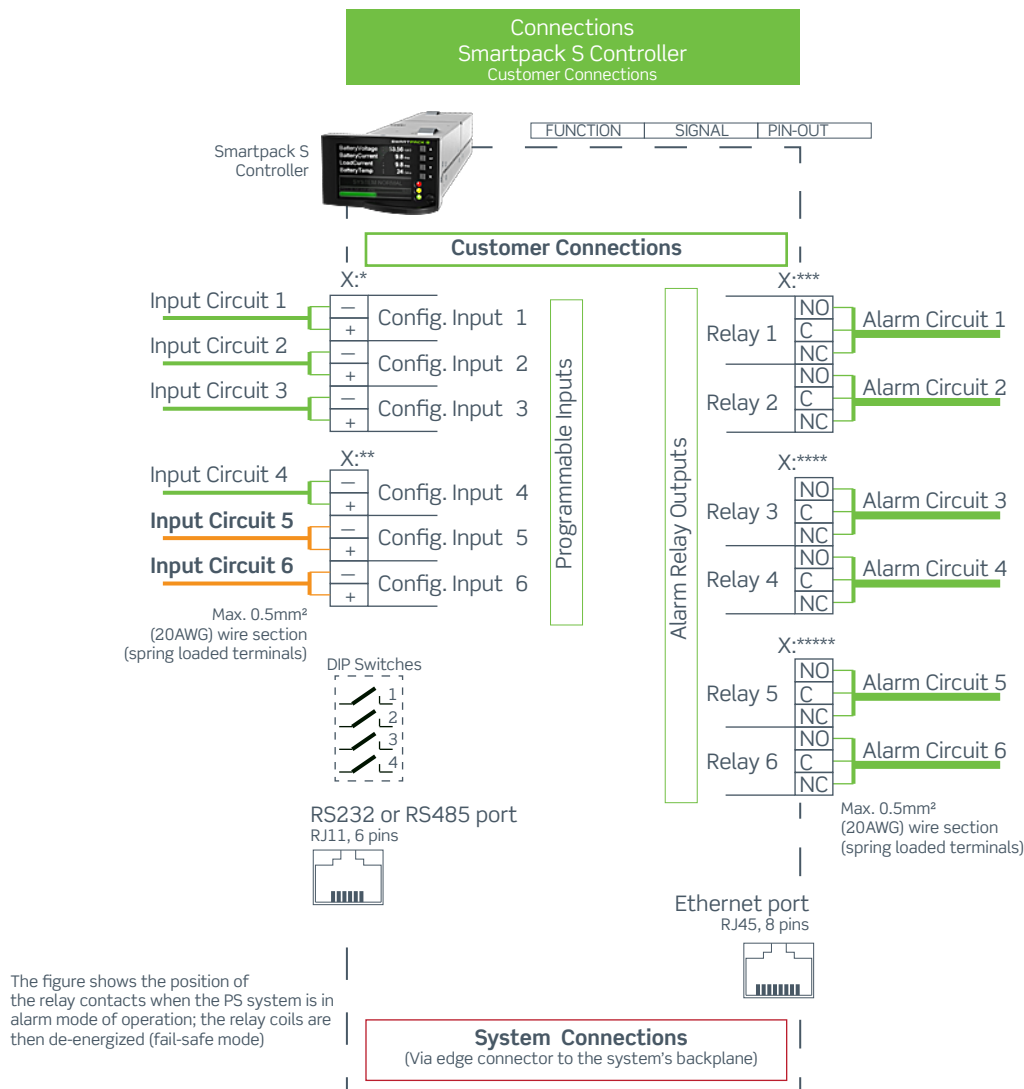 Connections
Smartpack S Controller
Customer Connections
FUNCTION SIGNAL PIN-OUT
Smartpack S
Controller
BatteryVoltage
BatteryCurrent
LoadCurrent
BatteryTemp
SYSTEM NORMAL
Customer Connections
X:*
Input Circuit 1
Input Circuit 2
Input Circuit 3
— Config. Input 1
+
— Config. Input 2
+
— Config. Input 3
+
X:**
Input Circuit 4
Input Circuit 5
Input Circuit 6
— Config. Input 4
+
— Config. Input 5
+
— Config. Input 6
+
Max. 0.5mm²
(20AWG) wire section
(spring loaded terminals)
Programmable Inputs
Alarm Relay Outputs
X:***
Relay 1 NO C NC Alarm Circuit 1
Relay 2 NO C NC Alarm Circuit 2
X:****
Relay 3 NO C NC Alarm Circuit 3
Relay 4 NO C NC Alarm Circuit 4
X:*****
Relay 5 NO C NC Alarm Circuit 5
Relay 6 NO C NC Alarm Circuit 6
Max. 0.5mm²
(20AWG) wire section
(spring loaded terminals)
DIP Switches
1
2
3
4
RS232 or RS485 port
RJ11, 6 pins
Ethernet port
RJ45, 8 pins
The figure shows the position of
the relay contacts when the PS system is in
alarm mode of operation; the relay coils are
then de-energized (fail-safe mode)
System Connections
(Via edge connector to the system's backplane)